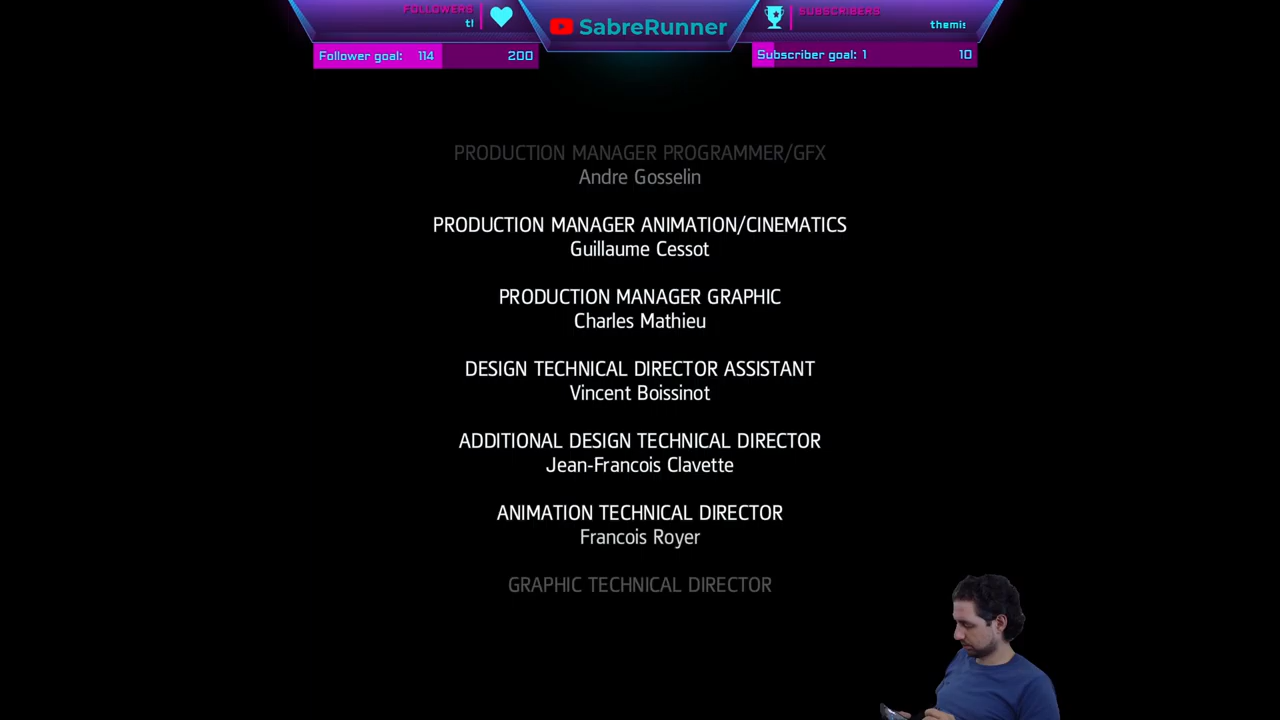 FOLLOWERS
SUBSCRIBERS
SabreRunner
themis
Follower goal: 114 200
Subscriber goal: 1 10
PRODUCTION MANAGER PROGRAMMER/GFX
Andre Gosselin
PRODUCTION MANAGER ANIMATION/CINEMATICS
Guillaume Cessot
PRODUCTION MANAGER GRAPHIC
Charles Mathieu
DESIGN TECHNICAL DIRECTOR ASSISTANT
Vincent Boissinot
ADDITIONAL DESIGN TECHNICAL DIRECTOR
Jean-Francois Clavette
ANIMATION TECHNICAL DIRECTOR
Francois Royer
GRAPHIC TECHNICAL DIRECTOR